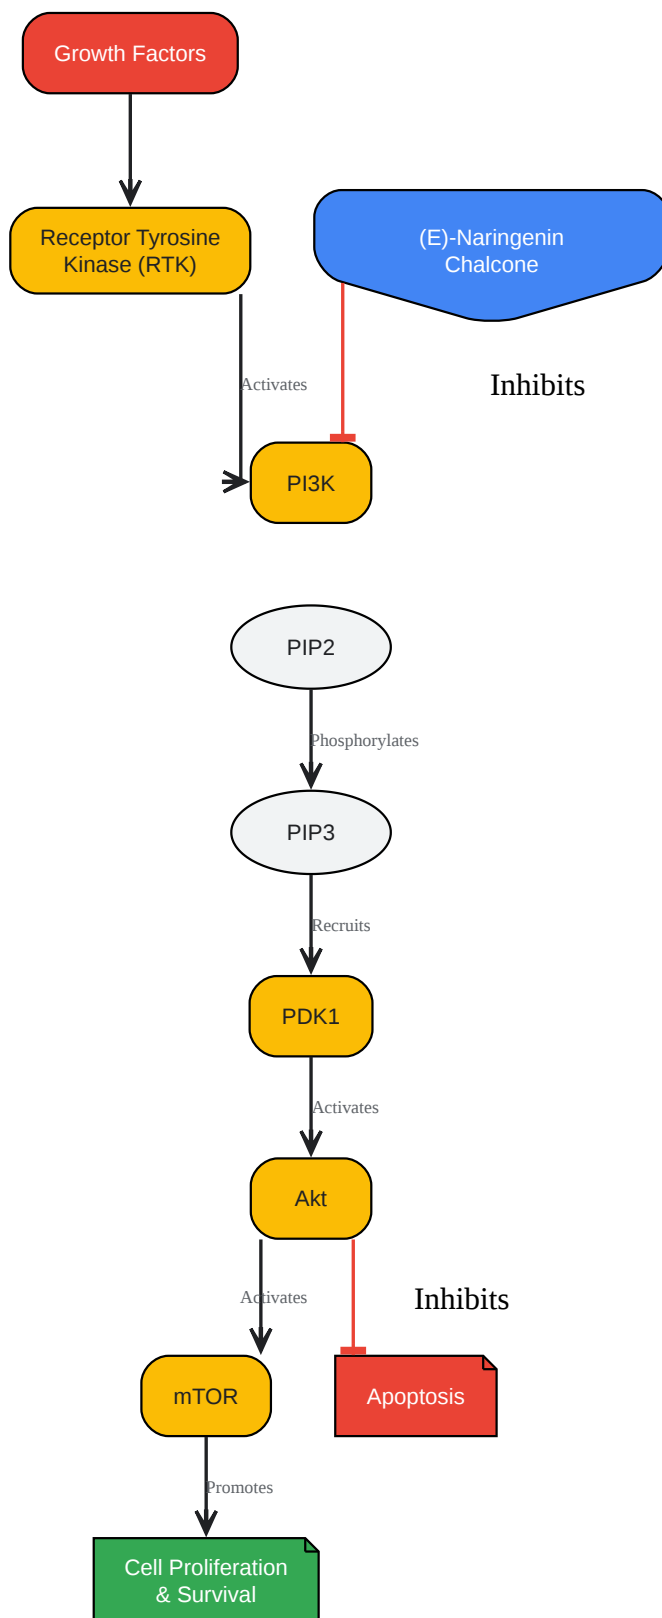 Growth Factors
Receptor Tyrosine
Kinase (RTK)
(E)-Naringenin
Chalcone
Activates
Inhibits
PI3K
PIP2
Phosphorylates
PIP3
Recruits
PDK1
Activates
Akt
Activates
Inhibits
mTOR
Apoptosis
Promotes
Cell Proliferation
& Survival